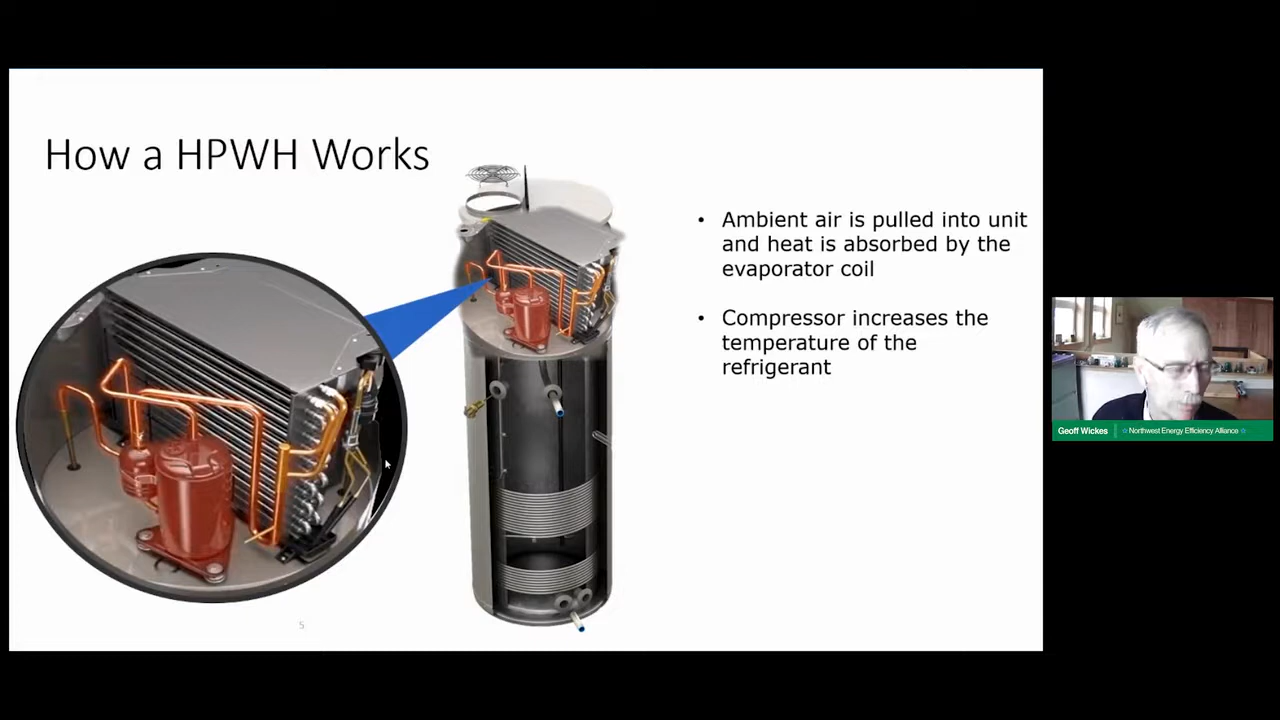 How a HPWH Works
• Ambient air is pulled into unit
and heat is absorbed by the
evaporator coil
• Compressor increases the
temperature of the
refrigerant
5
Geoff Wickes
☆ Northwest Energy Efficiency Alliance ☆